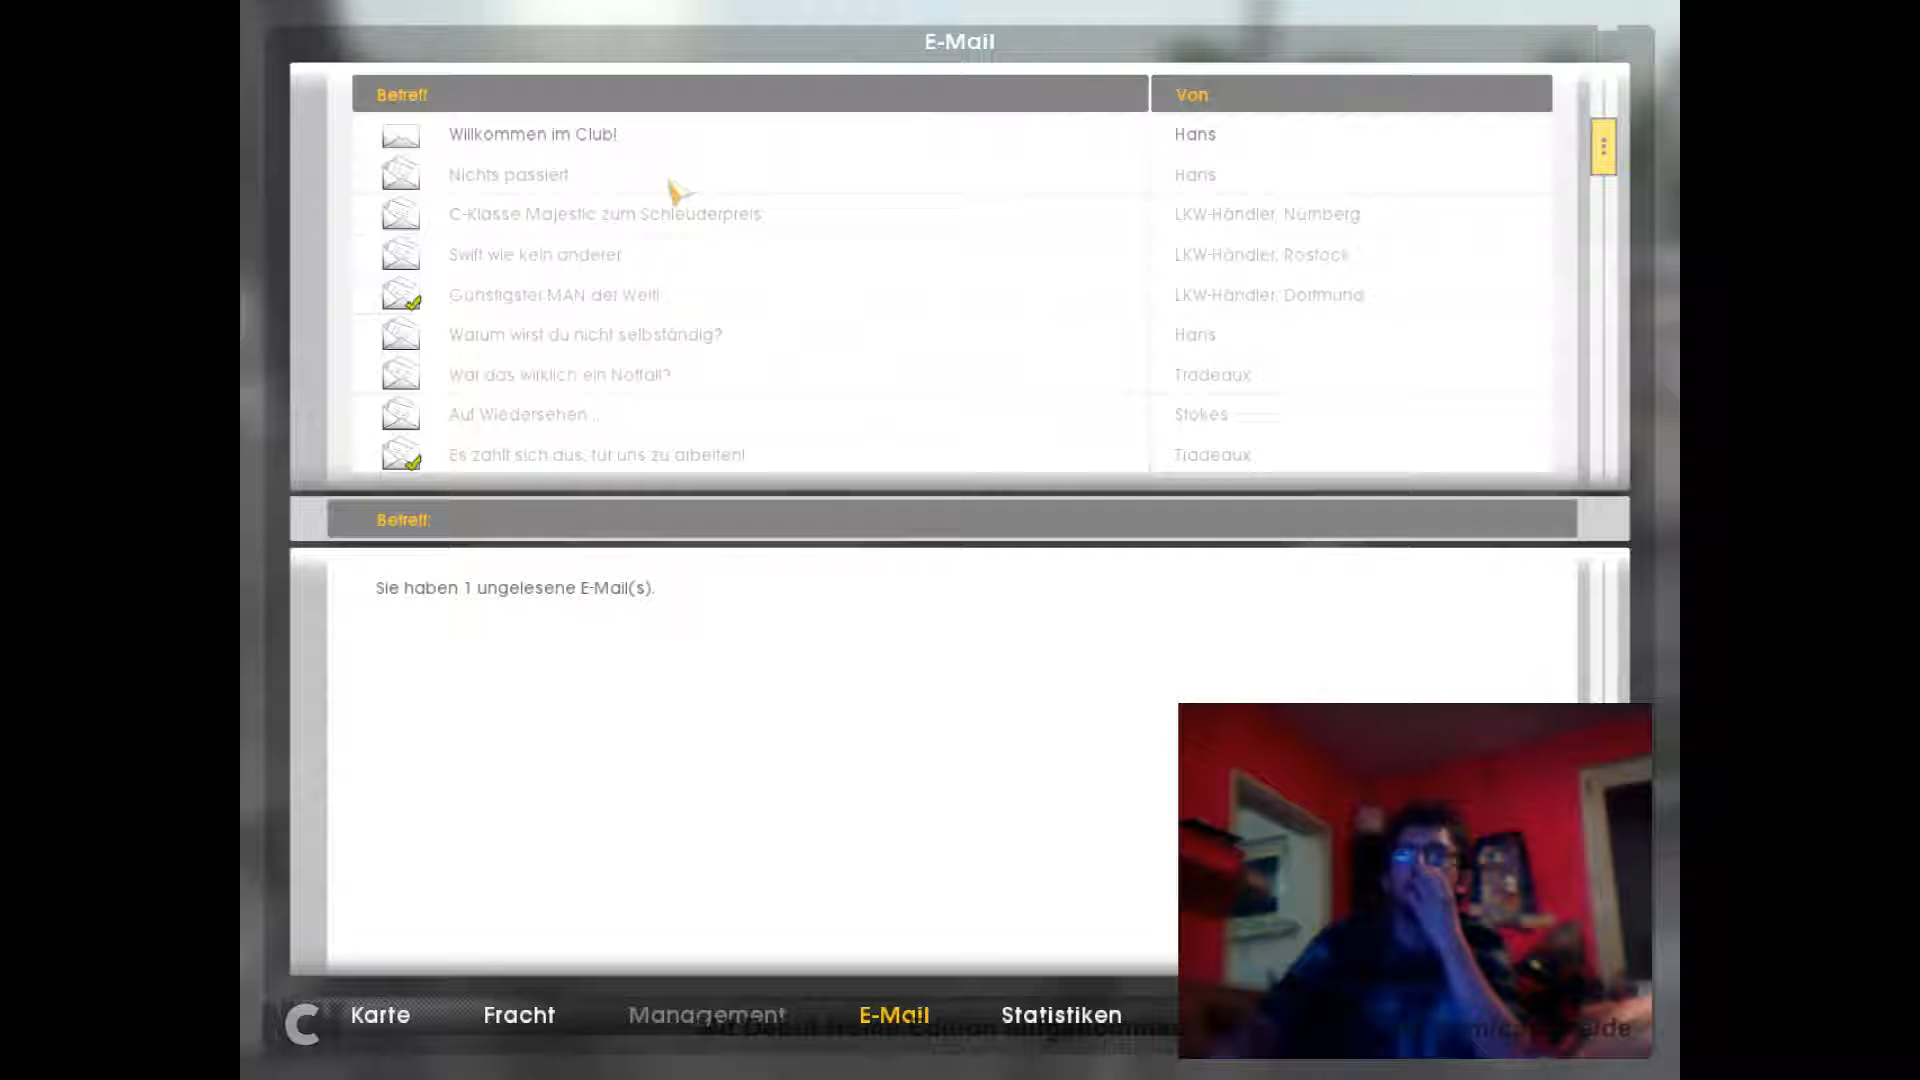 E-Mail
Betreff Von
Willkommen im Club! Hans
Nichts passiert Hans
C-Klasse Majestic zum Schleuderpreis LKW-Händler, Nürnberg
Swift wie kein anderer LKW-Händler, Rostock
Günstigster MAN der Welt! LKW-Händler, Dortmund
Warum wirst du nicht selbständig? Hans
War das wirklich ein Notfall? Tradeaux
Auf Wiedersehen ... Stokes
Es zahlt sich aus, für uns zu arbeiten! Tradeaux
Betreff:
Sie haben 1 ungelesene E-Mail(s).
Karte Fracht Management E-Mail Statistiken